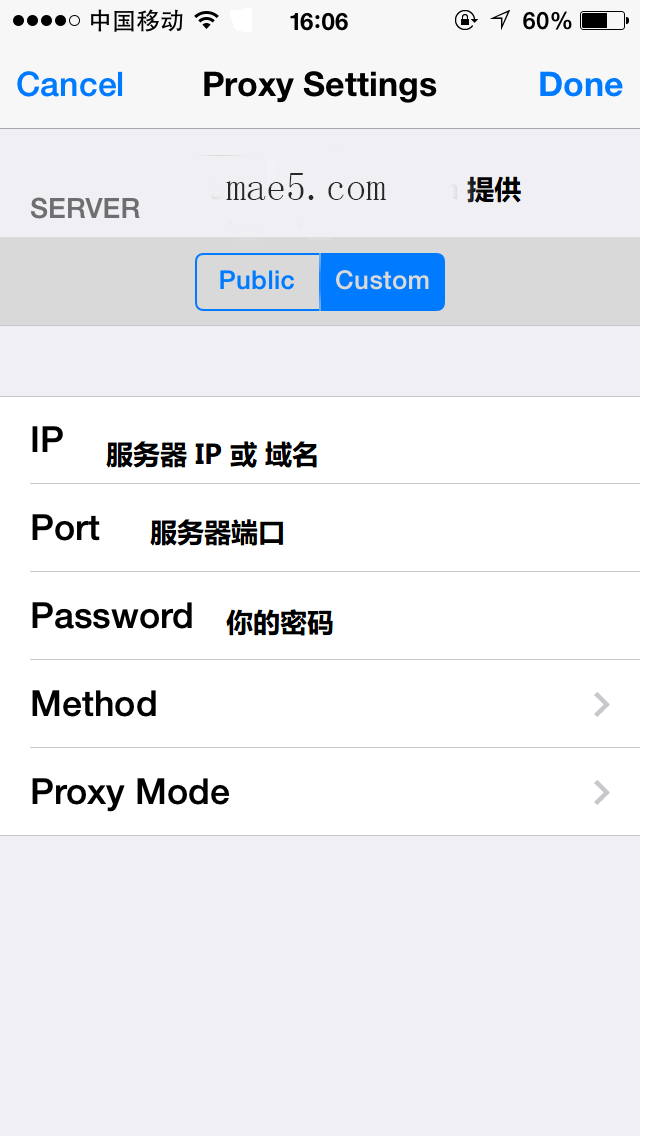 中国移动 16:06 60%
Cancel Proxy Settings Done
mae5.com 提供
SERVER
Public Custom
IP 服务器 IP 或 域名
Port 服务器端口
Password 你的密码
Method
Proxy Mode